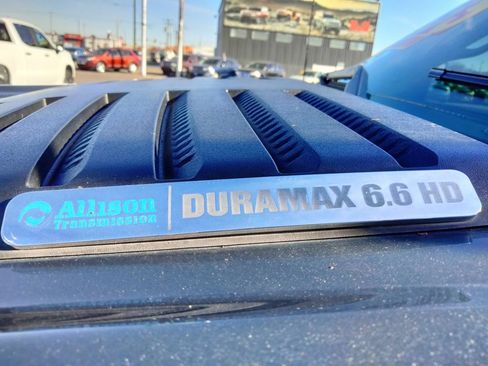 Allison
Transmission
DURAMAX 6.6 HD